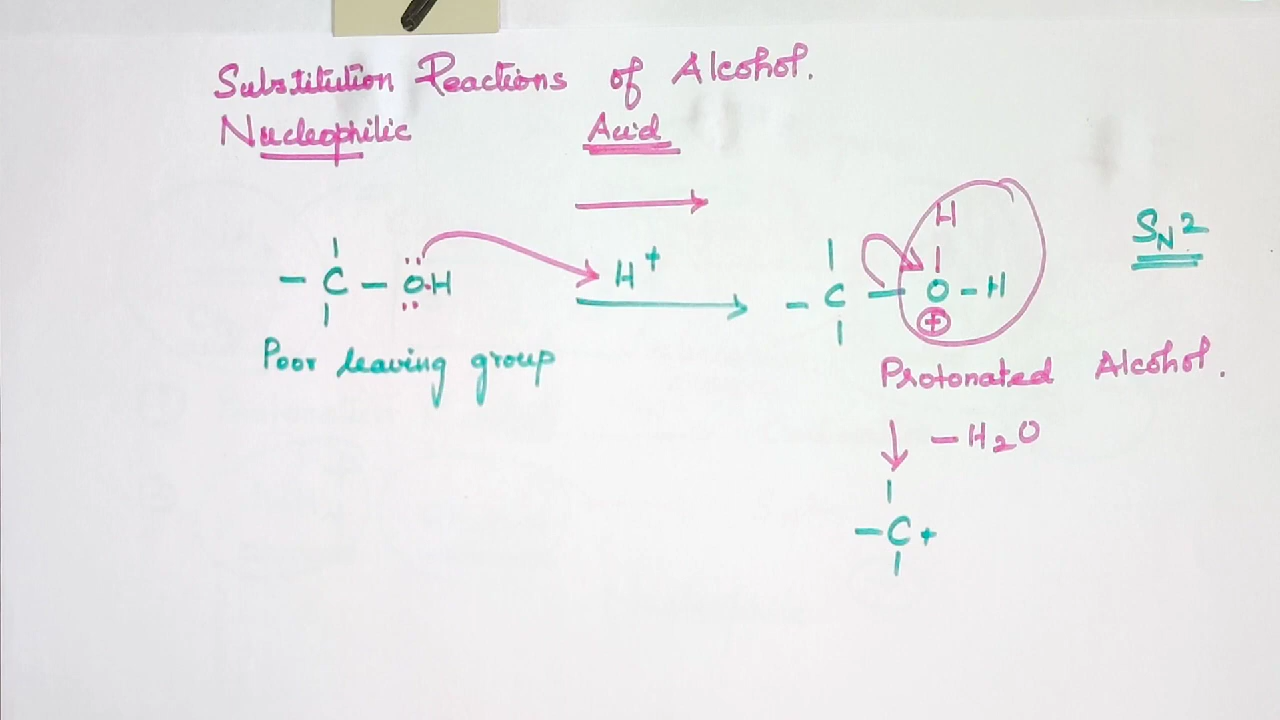 Substitution Reactions of Alcohol.
Nucleophilic Acid
H
SN2
- C - OH H+ - C - O - H
+
Poor leaving group
Protonated Alcohol.
- H2O
- C +